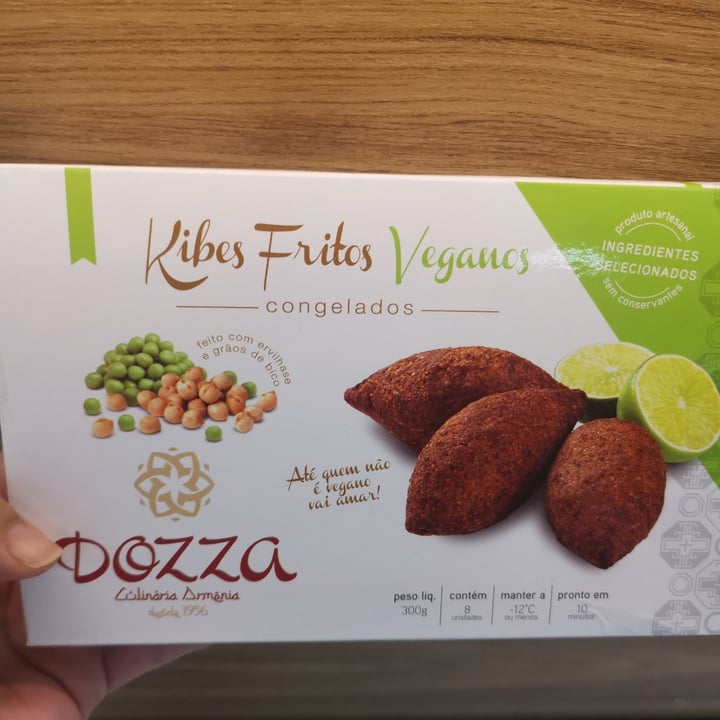 Kibes Fritos Veganos
congelados
produto artesanal
INGREDIENTES
SELECIONADOS
sem conservantes
feito com ervilhase
e grãos de bico
Até quem não
é vegano
vai amar!
DOZZA
Culinária Armênia
desde 1956
peso líq.
300g
contém
8
unidades
manter a
-12°C
ou menos
pronto em
10
minutos